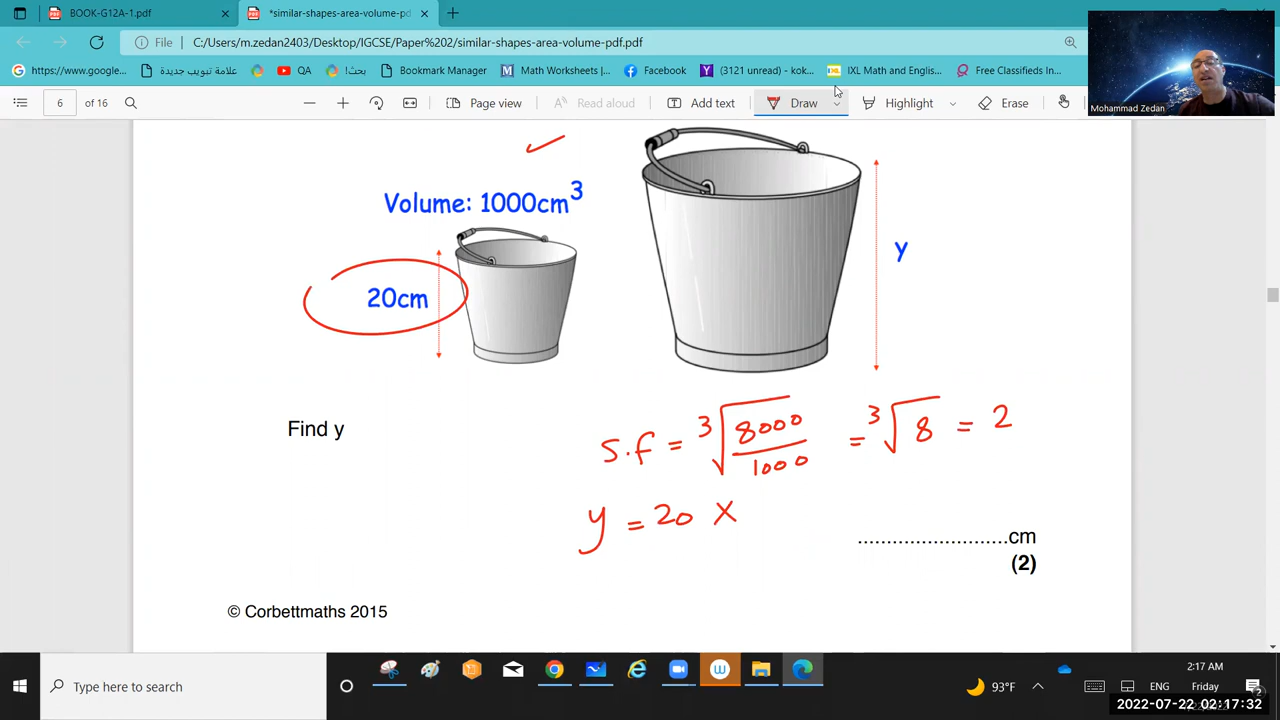 BOOK-G12A-1.pdf
*similar-shapes-area-volume-pd
File
C:/Users/m.zedan2403/Desktop/IGCSE/Paper%202/similar-shapes-area-volume-pdf.pdf
https://www.google...
علامة تبويب جديدة
QA
بحث!
Bookmark Manager
Math Worksheets |...
Facebook
(3121 unread) - kok...
IXL Math and Englis...
Free Classifieds In...
Mohammad Zedan
6
of 16
Page view
Read aloud
Add text
Draw
Highlight
Erase
Volume: 1000cm³
20cm
y
Find y
s.f = ³√(8000/1000) = ³√8 = 2
y = 20 ×
..........................cm
(2)
© Corbettmaths 2015
Type here to search
93°F
ENG
2:17 AM
Friday
2022-07-22 02:17:32